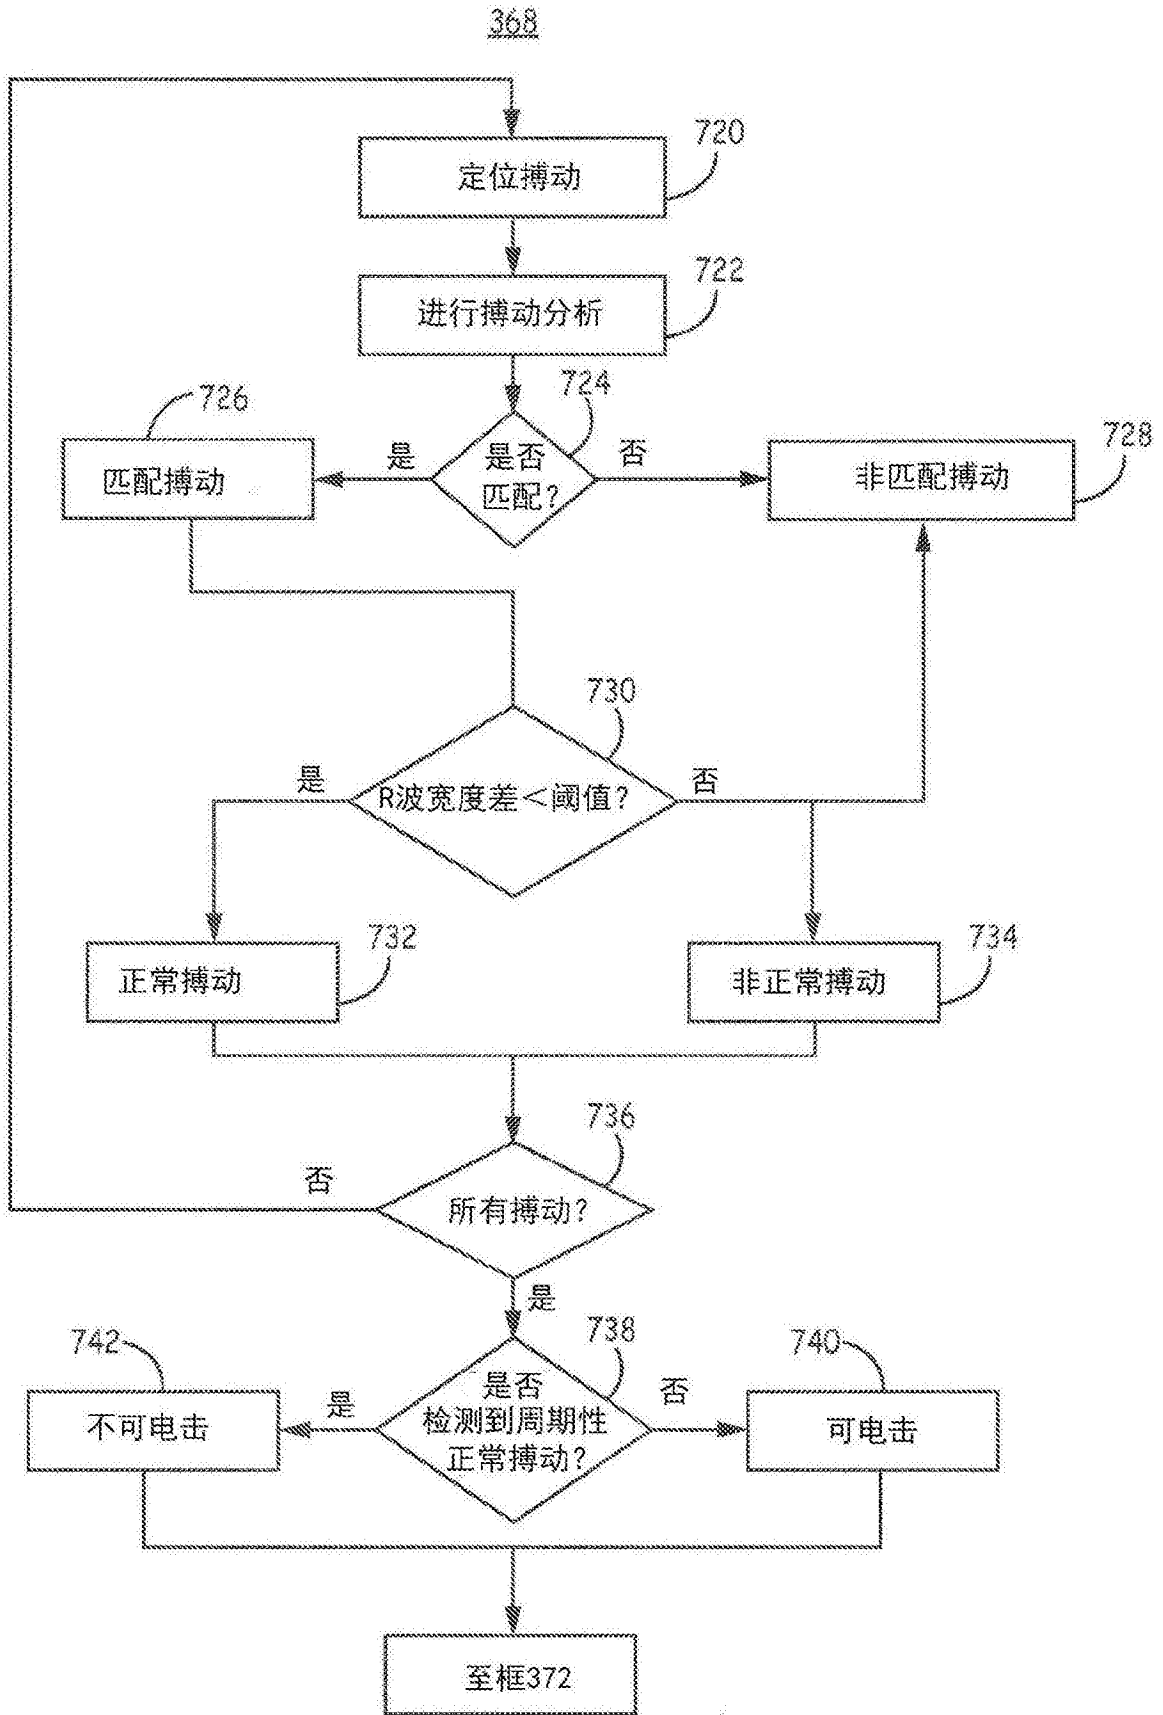 368
720
定位搏动
722
进行搏动分析
724
726
728
是
是否
匹配?
否
匹配搏动
非匹配搏动
730
是
否
R波宽度差<阈值?
732
734
正常搏动
非正常搏动
736
否
所有搏动?
是
738
742
740
是否
是
否
检测到周期性
正常搏动?
不可电击
可电击
至框372